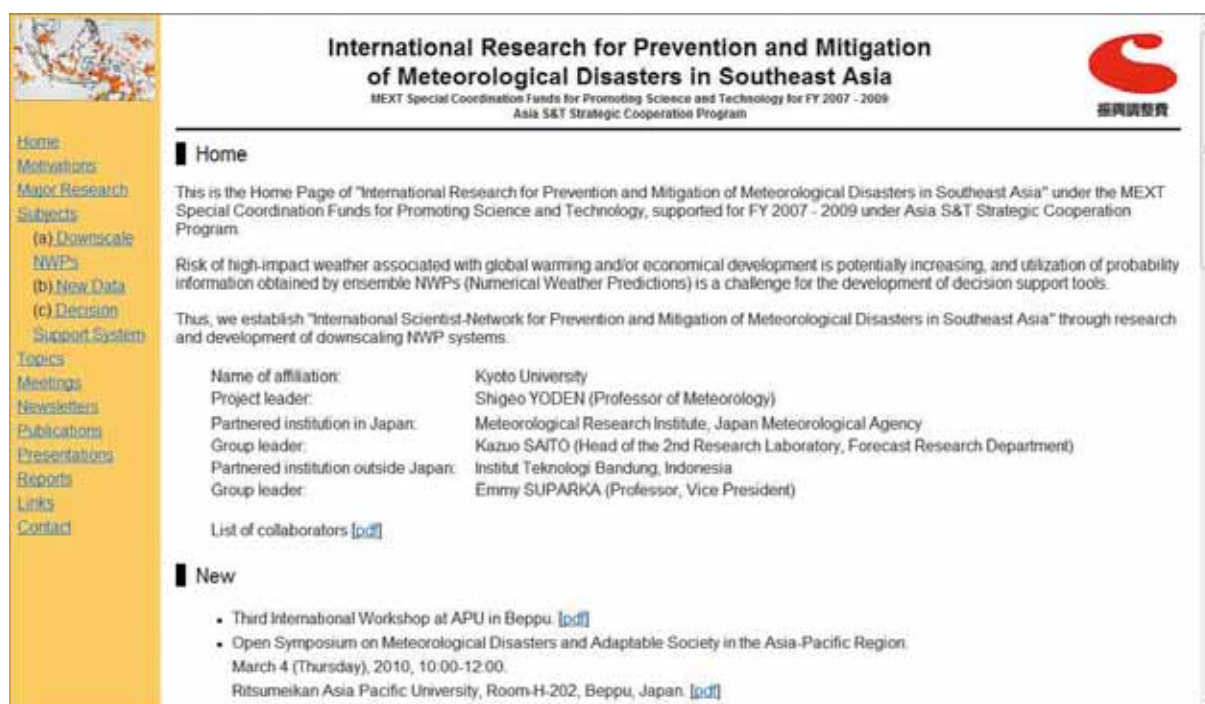 International Research for Prevention and Mitigation
of Meteorological Disasters in Southeast Asia
MEXT Special Coordination Funds for Promoting Science and Technology for FY 2007 - 2009
Asia S&T Strategic Cooperation Program
振興調整費
Home
Motivations
Major Research
Subjects
(a) Downscale
NWPs
(b) New Data
(c) Decision
Support System
Topics
Meetings
Newsletters
Publications
Presentations
Reports
Links
Contact
Home
This is the Home Page of "International Research for Prevention and Mitigation of Meteorological Disasters in Southeast Asia" under the MEXT
Special Coordination Funds for Promoting Science and Technology, supported for FY 2007 - 2009 under Asia S&T Strategic Cooperation
Program.
Risk of high-impact weather associated with global warming and/or economical development is potentially increasing, and utilization of probability
information obtained by ensemble NWPs (Numerical Weather Predictions) is a challenge for the development of decision support tools.
Thus, we establish "International Scientist-Network for Prevention and Mitigation of Meteorological Disasters in Southeast Asia" through research
and development of downscaling NWP systems.
Name of affiliation: Kyoto University
Project leader: Shigeo YODEN (Professor of Meteorology)
Partnered institution in Japan: Meteorological Research Institute, Japan Meteorological Agency
Group leader: Kazuo SAITO (Head of the 2nd Research Laboratory, Forecast Research Department)
Partnered institution outside Japan: Institut Teknologi Bandung, Indonesia
Group leader: Emmy SUPARKA (Professor, Vice President)
List of collaborators [pdf]
New
• Third International Workshop at APU in Beppu. [pdf]
• Open Symposium on Meteorological Disasters and Adaptable Society in the Asia-Pacific Region.
March 4 (Thursday), 2010, 10:00-12:00.
Ritsumeikan Asia Pacific University, Room-H-202, Beppu, Japan. [pdf]